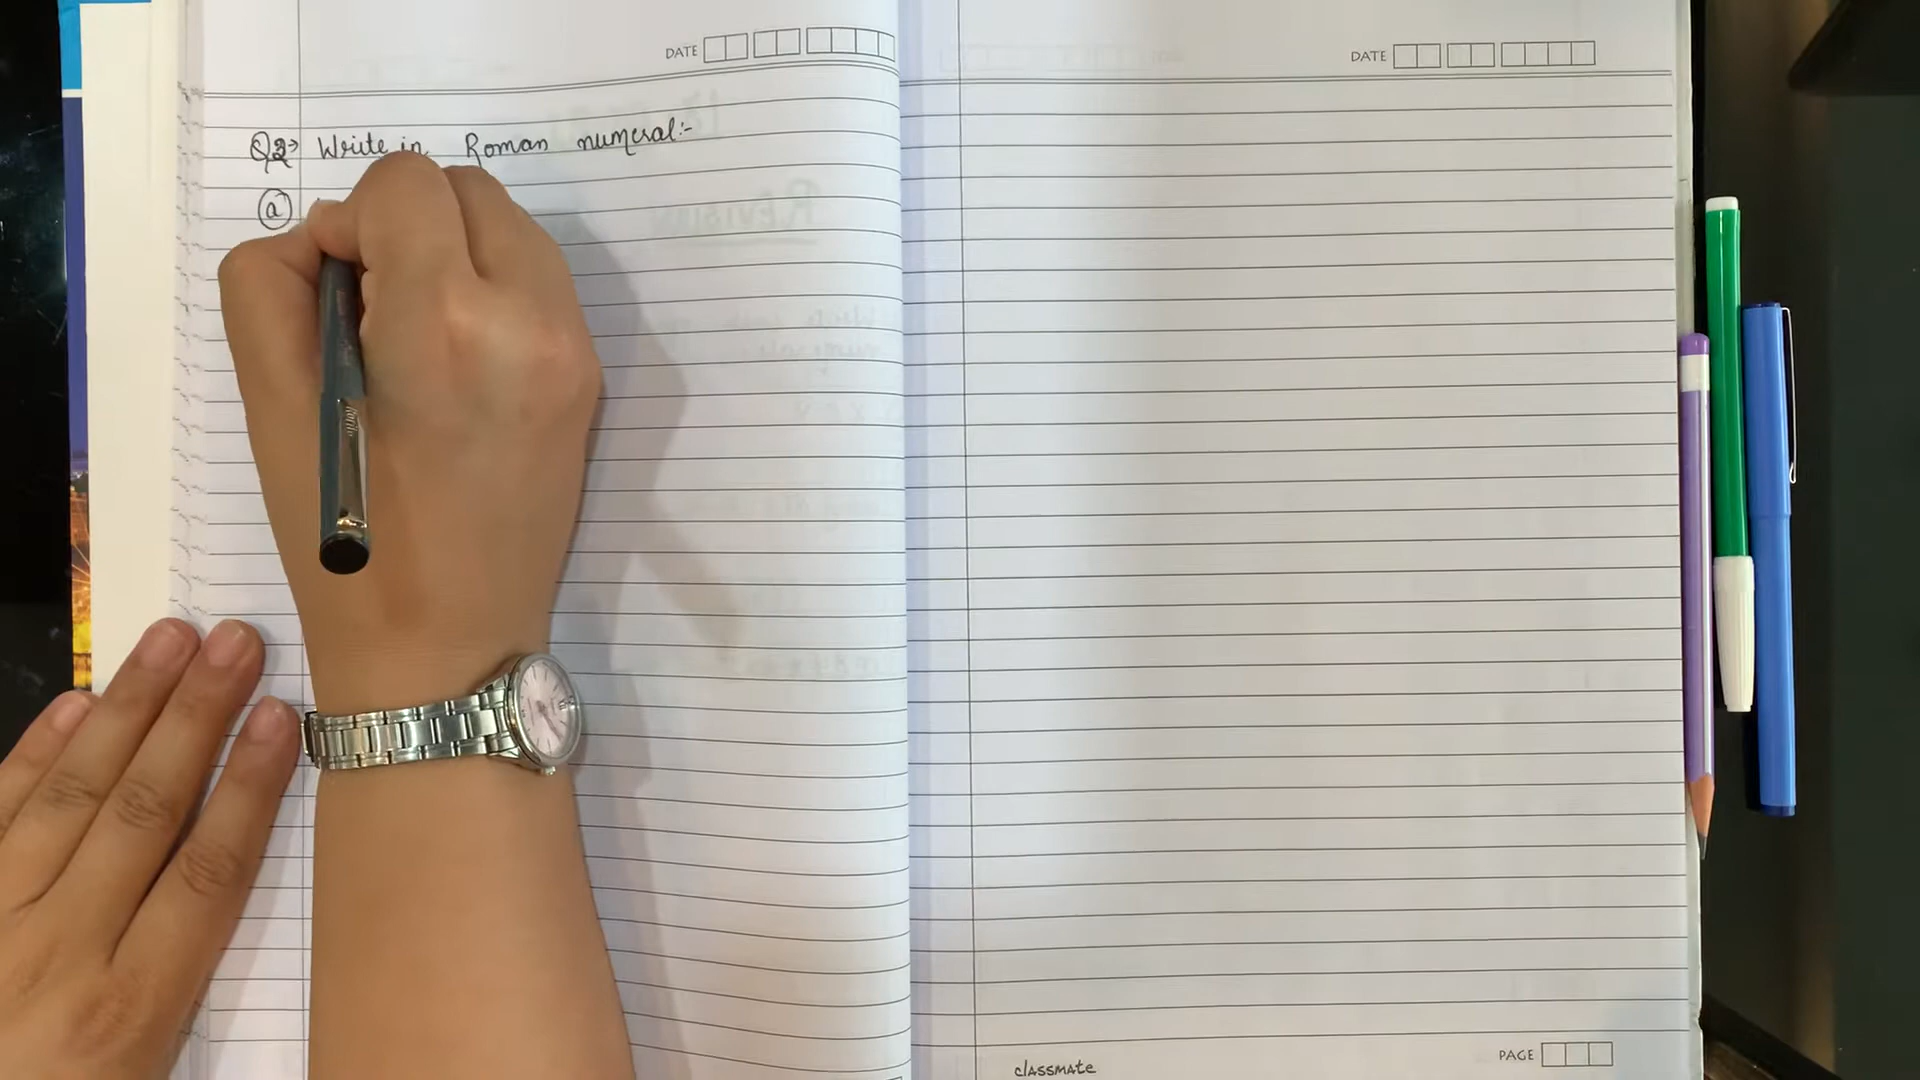 DATE
DATE
Q2→ Write in Roman numeral:-
(a)
PAGE
classmate